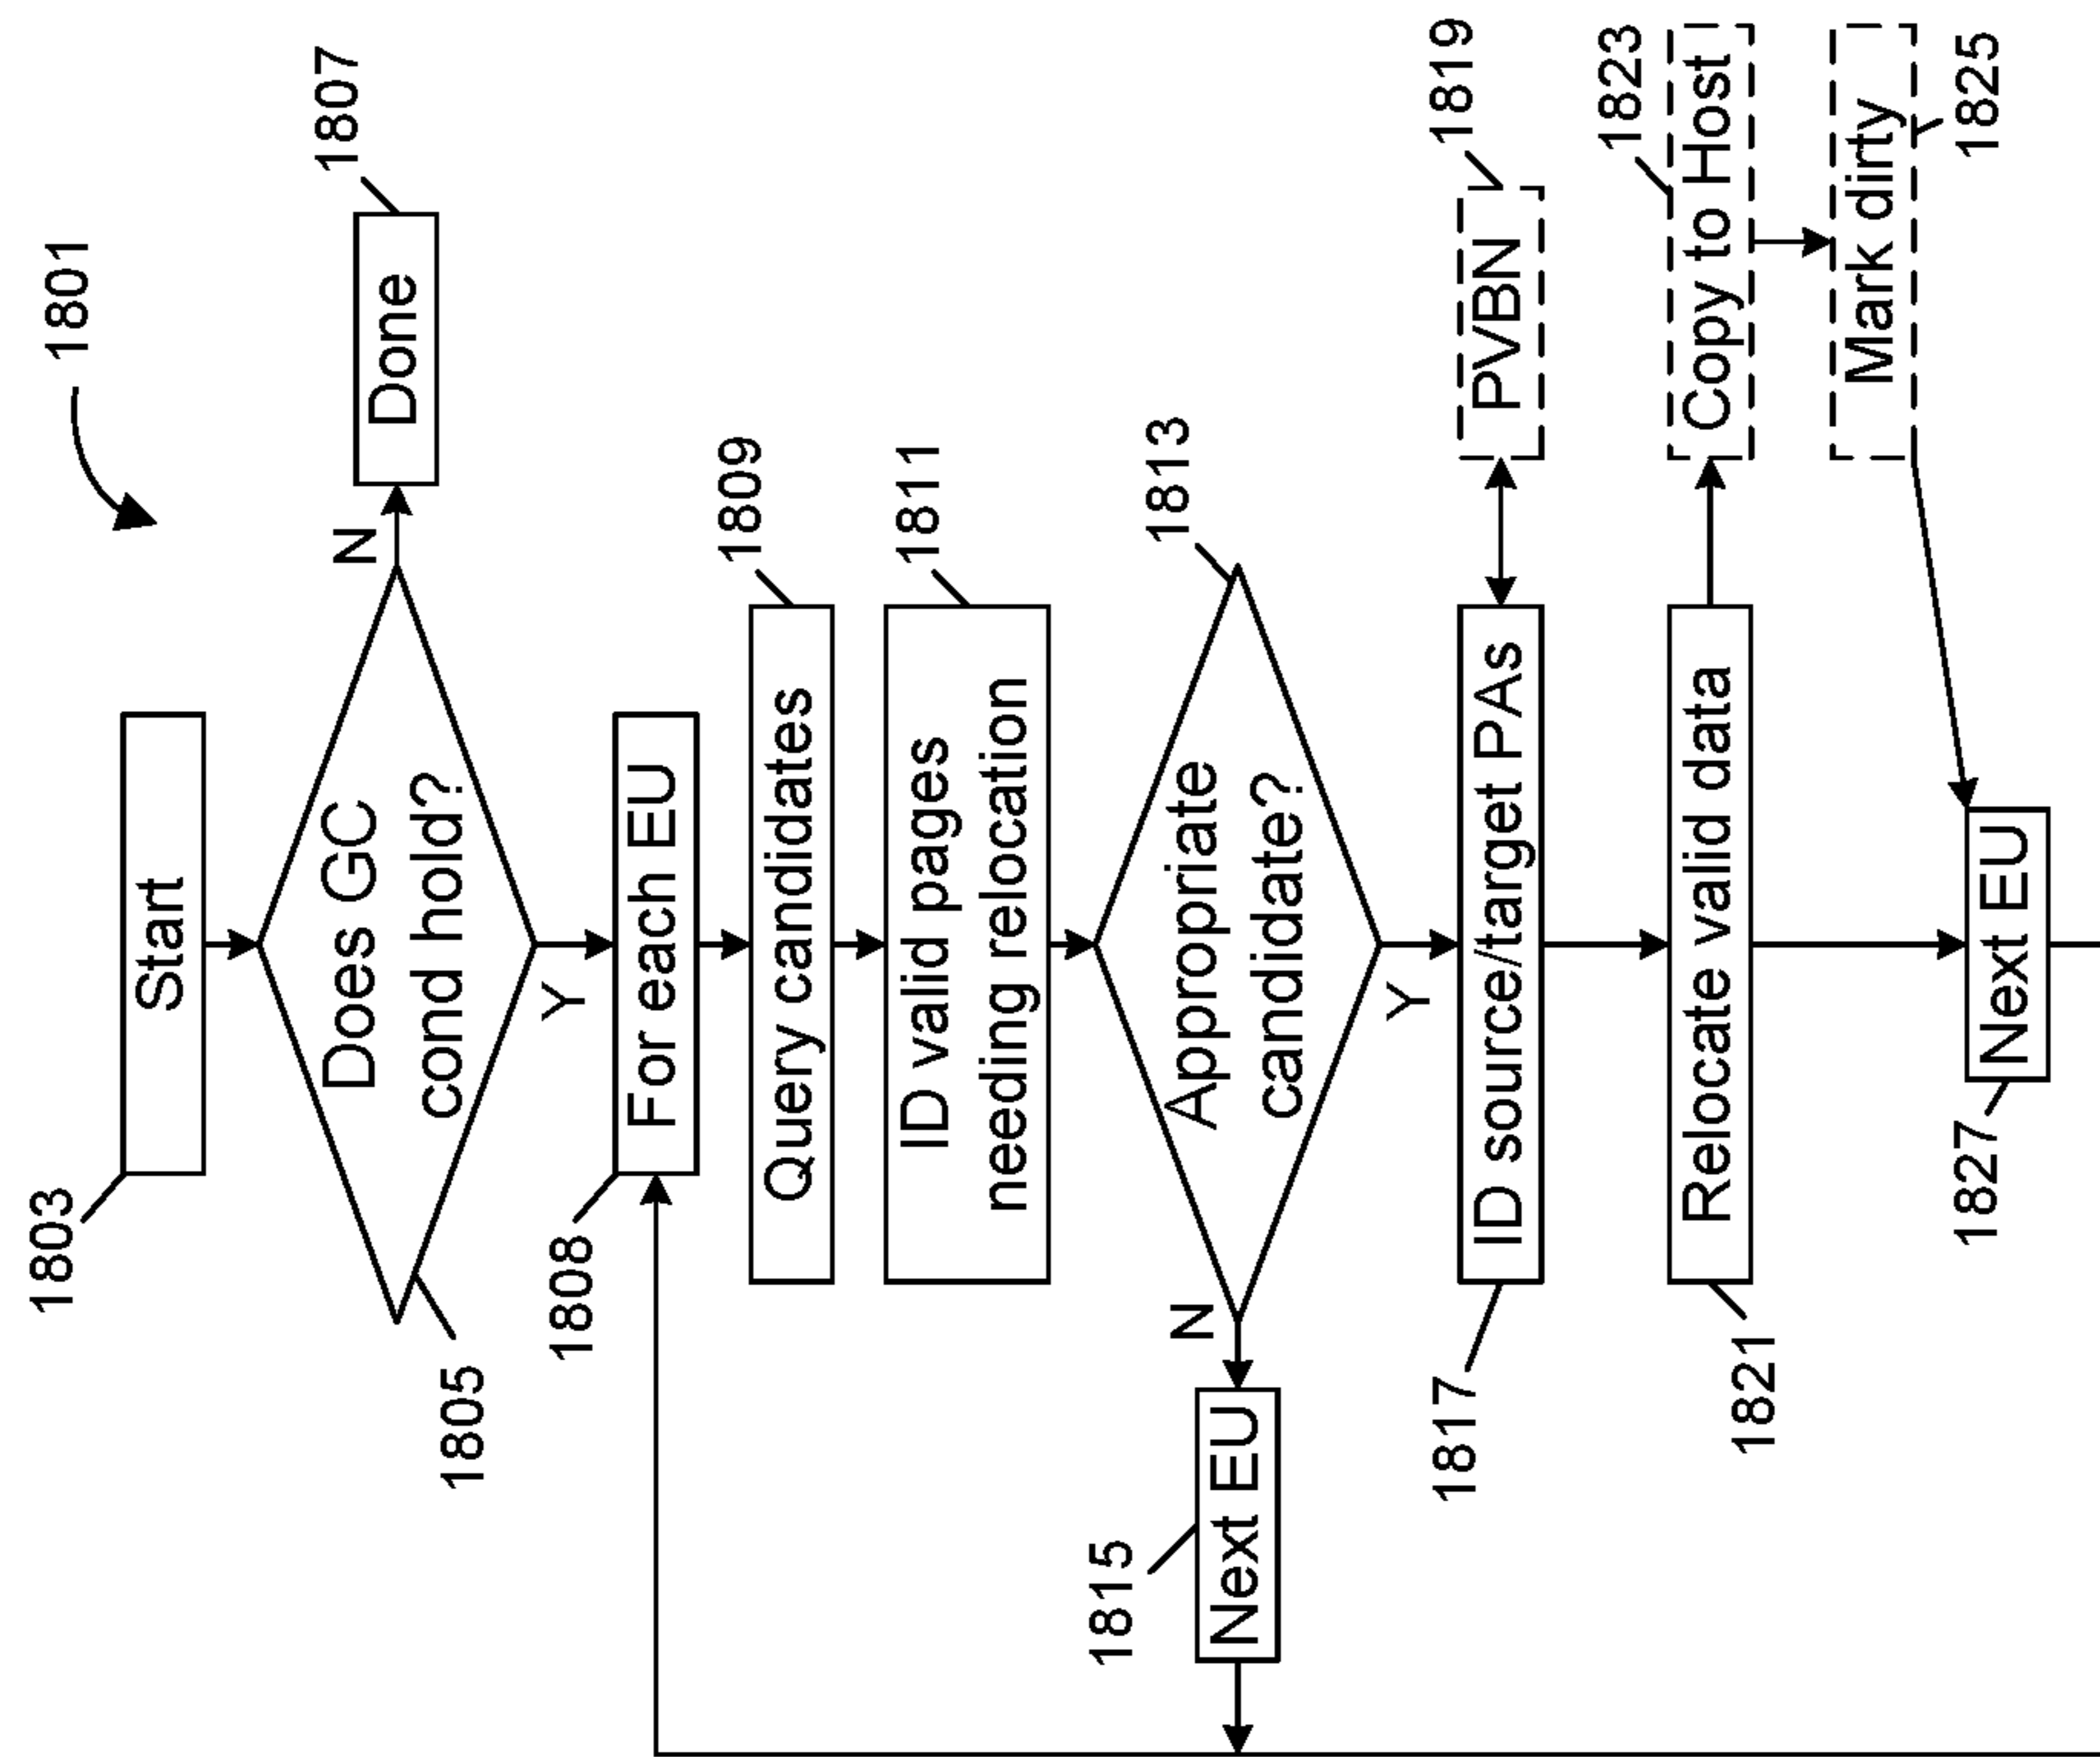 1801
1803
Start
1805
Does GC
cond hold?
N
Done
1807
Y
1808
For each EU
1809
Query candidates
1811
ID valid pages
needing relocation
1813
Appropriate
candidate?
N
1815
Next EU
Y
1817
ID source/target PAs
PVBN
1819
1821
Relocate valid data
Copy to Host
1823
Mark dirty
1825
1827
Next EU